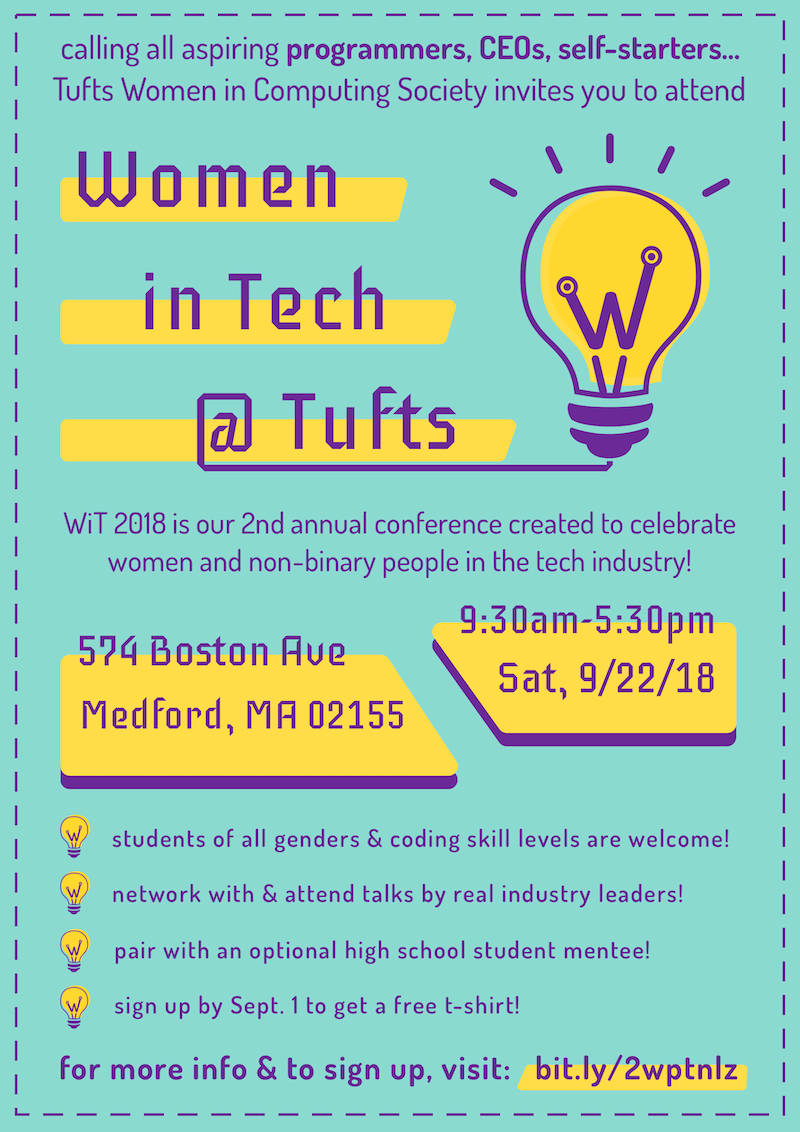 calling all aspiring programmers, CEOs, self-starters...
Tufts Women in Computing Society invites you to attend
Women
in Tech
@ Tufts
W
WiT 2018 is our 2nd annual conference created to celebrate
women and non-binary people in the tech industry!
574 Boston Ave
Medford, MA 02155
9:30am-5:30pm
Sat, 9/22/18
W students of all genders & coding skill levels are welcome!
W network with & attend talks by real industry leaders!
W pair with an optional high school student mentee!
W sign up by Sept. 1 to get a free t-shirt!
for more info & to sign up, visit: bit.ly/2wptnlz